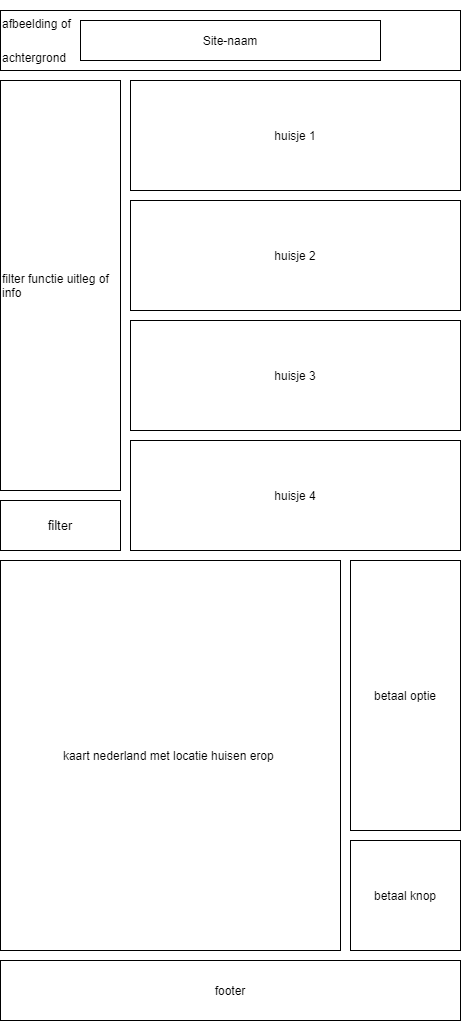 afbeelding of
achtergrond
Site-naam
huisje 1
huisje 2
huisje 3
huisje 4
filter functie uitleg of
info
filter
kaart nederland met locatie huisen erop
betaal optie
betaal knop
footer